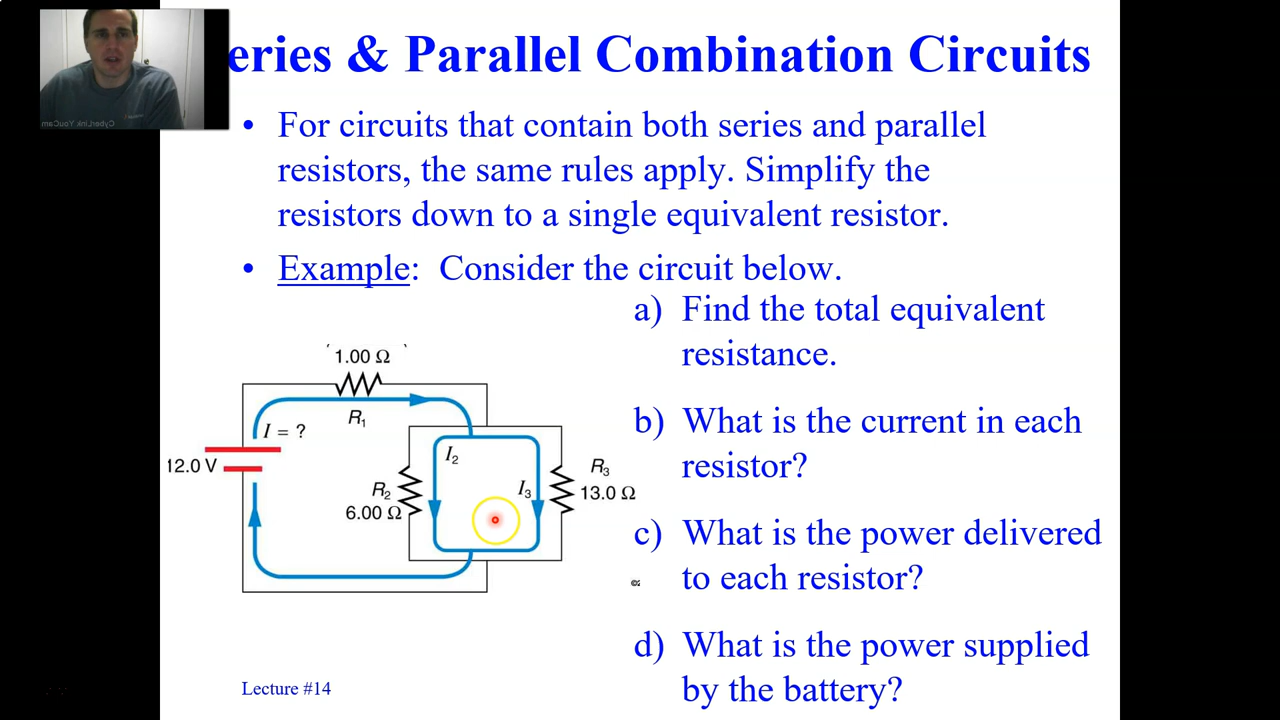 eries & Parallel Combination Circuits
CyberLink YouCam
• For circuits that contain both series and parallel
resistors, the same rules apply. Simplify the
resistors down to a single equivalent resistor.
• Example: Consider the circuit below.
a) Find the total equivalent
resistance.
b) What is the current in each
resistor?
c) What is the power delivered
to each resistor?
d) What is the power supplied
by the battery?
1.00 Ω
R1
I = ?
12.0 V
I2
R2
6.00 Ω
I3
R3
13.0 Ω
Lecture #14